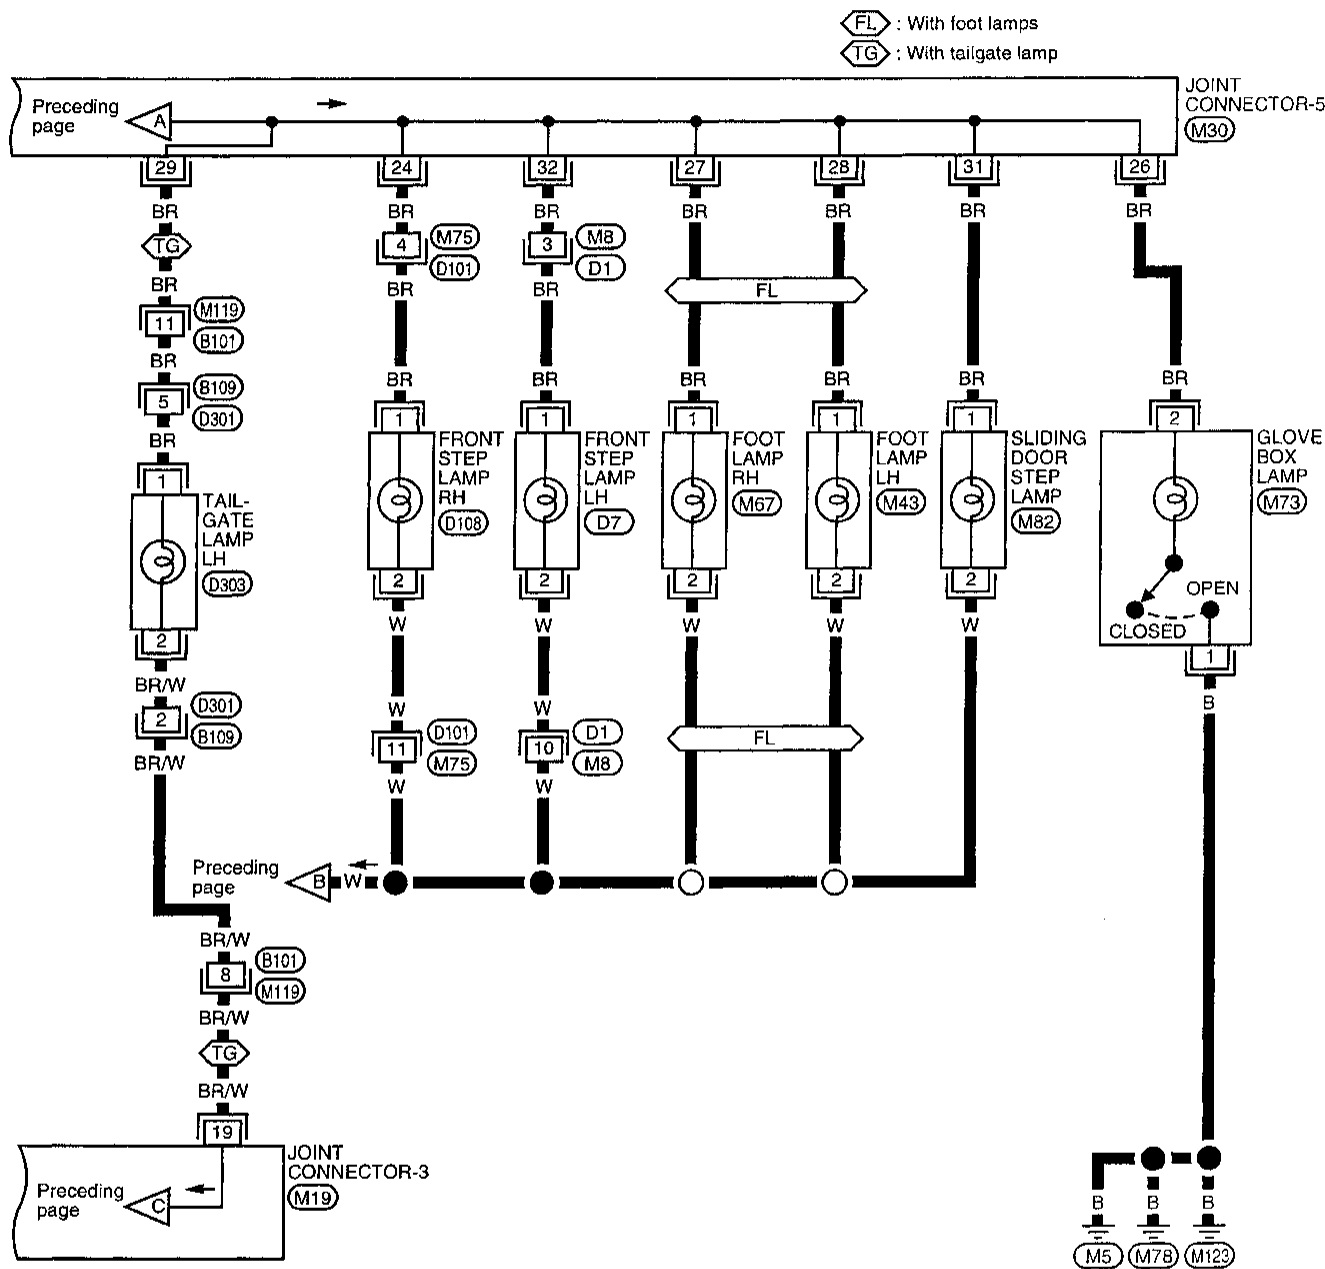 FL : With foot lamps
TG : With tailgate lamp
JOINT
CONNECTOR-5
M30
Preceding
page
A
29 24 32 27 28 31 26
BR BR BR BR BR BR BR
TG
4 M75
D101
3 M8
D1
BR BR BR
FL
11 M119
B101
BR
5 B109
D301
BR
BR BR BR BR BR BR
1 1 1 1 1 2
FRONT
STEP
LAMP
RH
D108
FRONT
STEP
LAMP
LH
D7
FOOT
LAMP
RH
M67
FOOT
LAMP
LH
M43
SLIDING
DOOR
STEP
LAMP
M82
GLOVE
BOX
LAMP
M73
1
TAIL-
GATE
LAMP
LH
D303
2
2 2 2 2 2
OPEN
CLOSED
1
W W W W W
BR/W
2 D301
B109
BR/W
B
W W
11 D101
M75
10 D1
M8
FL
W W
Preceding
page
B W
BR/W
8 B101
M119
BR/W
TG
BR/W
19
JOINT
CONNECTOR-3
M19
Preceding
page
C
B B B
M5 M78 M123